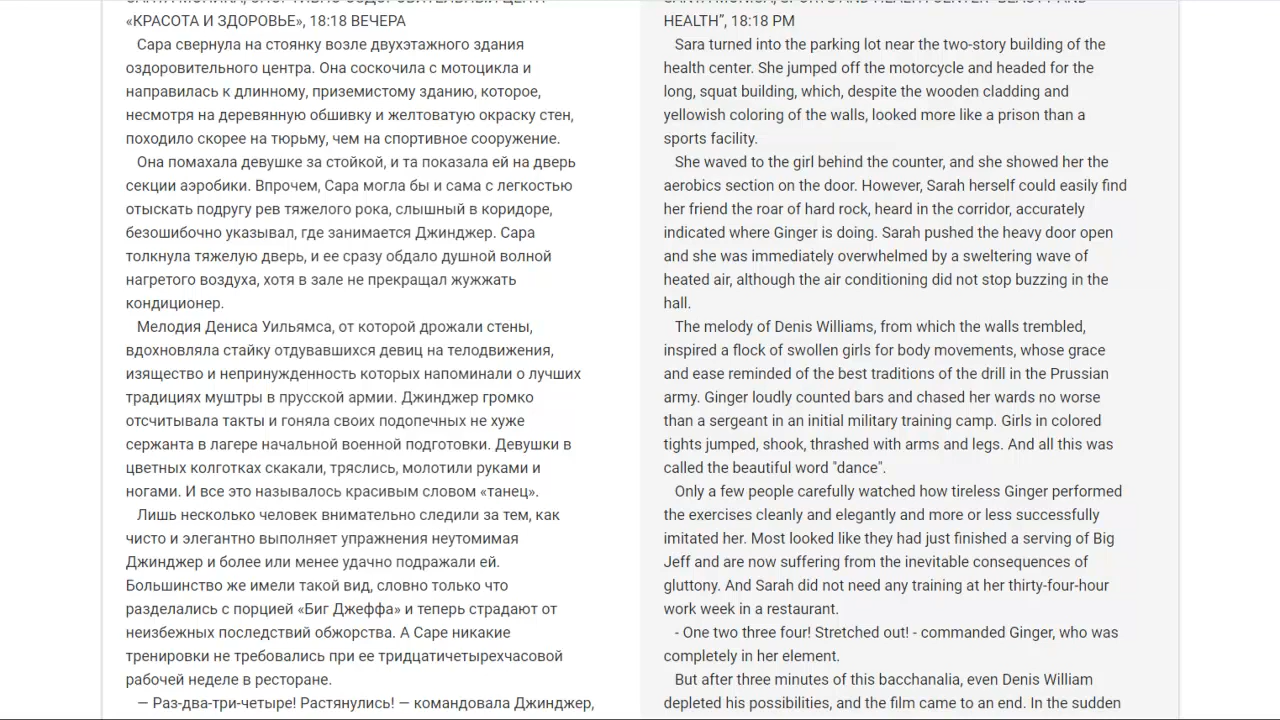 «КРАСОТА И ЗДОРОВЬЕ», 18:18 ВЕЧЕРА
Сара свернула на стоянку возле двухэтажного здания
оздоровительного центра. Она соскочила с мотоцикла и
направилась к длинному, приземистому зданию, которое,
несмотря на деревянную обшивку и желтоватую окраску стен,
походило скорее на тюрьму, чем на спортивное сооружение.
Она помахала девушке за стойкой, и та показала ей на дверь
секции аэробики. Впрочем, Сара могла бы и сама с легкостью
отыскать подругу рев тяжелого рока, слышный в коридоре,
безошибочно указывал, где занимается Джинджер. Сара
толкнула тяжелую дверь, и ее сразу обдало душной волной
нагретого воздуха, хотя в зале не прекращал жужжать
кондиционер.
Мелодия Дениса Уильямса, от которой дрожали стены,
вдохновляла стайку отдувавшихся девиц на телодвижения,
изящество и непринужденность которых напоминали о лучших
традициях муштры в прусской армии. Джинджер громко
отсчитывала такты и гоняла своих подопечных не хуже
сержанта в лагере начальной военной подготовки. Девушки в
цветных колготках скакали, тряслись, молотили руками и
ногами. И все это называлось красивым словом «танец».
Лишь несколько человек внимательно следили за тем, как
чисто и элегантно выполняет упражнения неутомимая
Джинджер и более или менее удачно подражали ей.
Большинство же имели такой вид, словно только что
разделались с порцией «Биг Джеффа» и теперь страдают от
неизбежных последствий обжорства. А Саре никакие
тренировки не требовались при ее тридцатичетырехчасовой
рабочей неделе в ресторане.
— Раз-два-три-четыре! Растянулись! — командовала Джинджер,
HEALTH”, 18:18 PM
Sara turned into the parking lot near the two-story building of the
health center. She jumped off the motorcycle and headed for the
long, squat building, which, despite the wooden cladding and
yellowish coloring of the walls, looked more like a prison than a
sports facility.
She waved to the girl behind the counter, and she showed her the
aerobics section on the door. However, Sarah herself could easily find
her friend the roar of hard rock, heard in the corridor, accurately
indicated where Ginger is doing. Sarah pushed the heavy door open
and she was immediately overwhelmed by a sweltering wave of
heated air, although the air conditioning did not stop buzzing in the
hall.
The melody of Denis Williams, from which the walls trembled,
inspired a flock of swollen girls for body movements, whose grace
and ease reminded of the best traditions of the drill in the Prussian
army. Ginger loudly counted bars and chased her wards no worse
than a sergeant in an initial military training camp. Girls in colored
tights jumped, shook, thrashed with arms and legs. And all this was
called the beautiful word "dance".
Only a few people carefully watched how tireless Ginger performed
the exercises cleanly and elegantly and more or less successfully
imitated her. Most looked like they had just finished a serving of Big
Jeff and are now suffering from the inevitable consequences of
gluttony. And Sarah did not need any training at her thirty-four-hour
work week in a restaurant.
- One two three four! Stretched out! - commanded Ginger, who was
completely in her element.
But after three minutes of this bacchanalia, even Denis William
depleted his possibilities, and the film came to an end. In the sudden